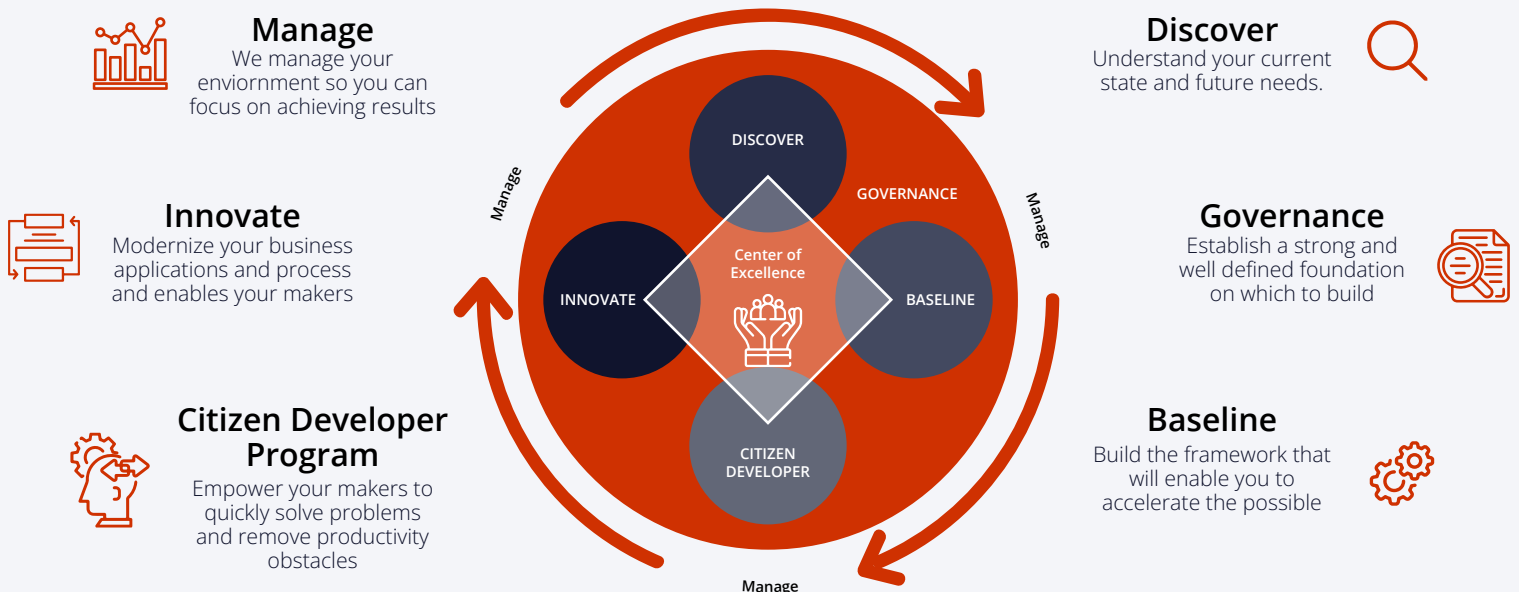 Manage
We manage your
enviornment so you can
focus on achieving results
Innovate
Modernize your business
applications and process
and enables your makers
Citizen Developer
Program
Empower your makers to
quickly solve problems
and remove productivity
obstacles
Manage
DISCOVER
GOVERNANCE
Manage
Center of
Excellence
INNOVATE
BASELINE
CITIZEN
DEVELOPER
Manage
Discover
Understand your current
state and future needs.
Governance
Establish a strong and
well defined foundation
on which to build
Baseline
Build the framework that
will enable you to
accelerate the possible